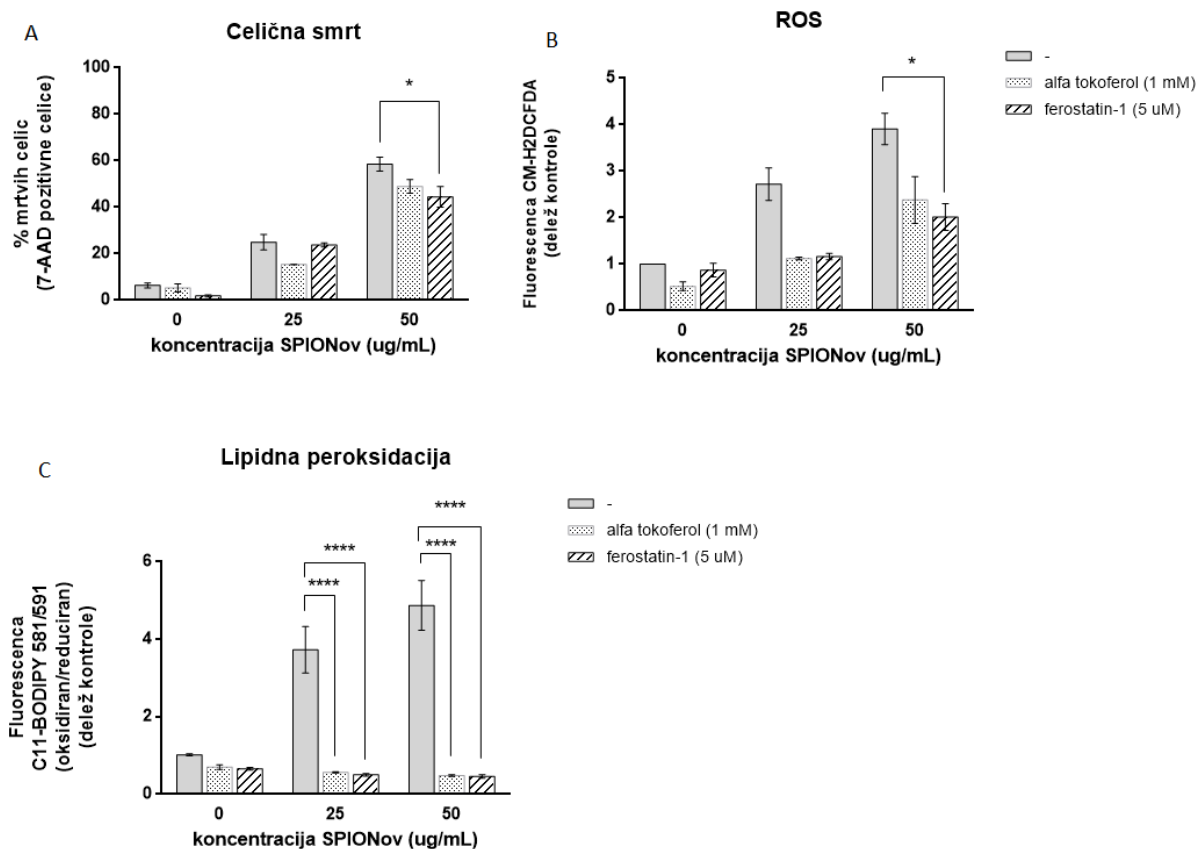 A
Celična smrt
% mrtvih celic
(7-AAD pozitivne celice)
100
80
60
40
20
0
*
0 25 50
koncentracija SPIONov (ug/mL)
B
ROS
Fluorescenca CM-H2DCFDA
(delež kontrole)
5
4
3
2
1
0
*
0 25 50
koncentracija SPIONov (ug/mL)
-
alfa tokoferol (1 mM)
ferostatin-1 (5 uM)
C
Lipidna peroksidacija
Fluorescenca
C11-BODIPY 581/591
(oksidiran/reduciran)
(delež kontrole)
6
4
2
0
****
****
****
****
0 25 50
koncentracija SPIONov (ug/mL)
-
alfa tokoferol (1 mM)
ferostatin-1 (5 uM)